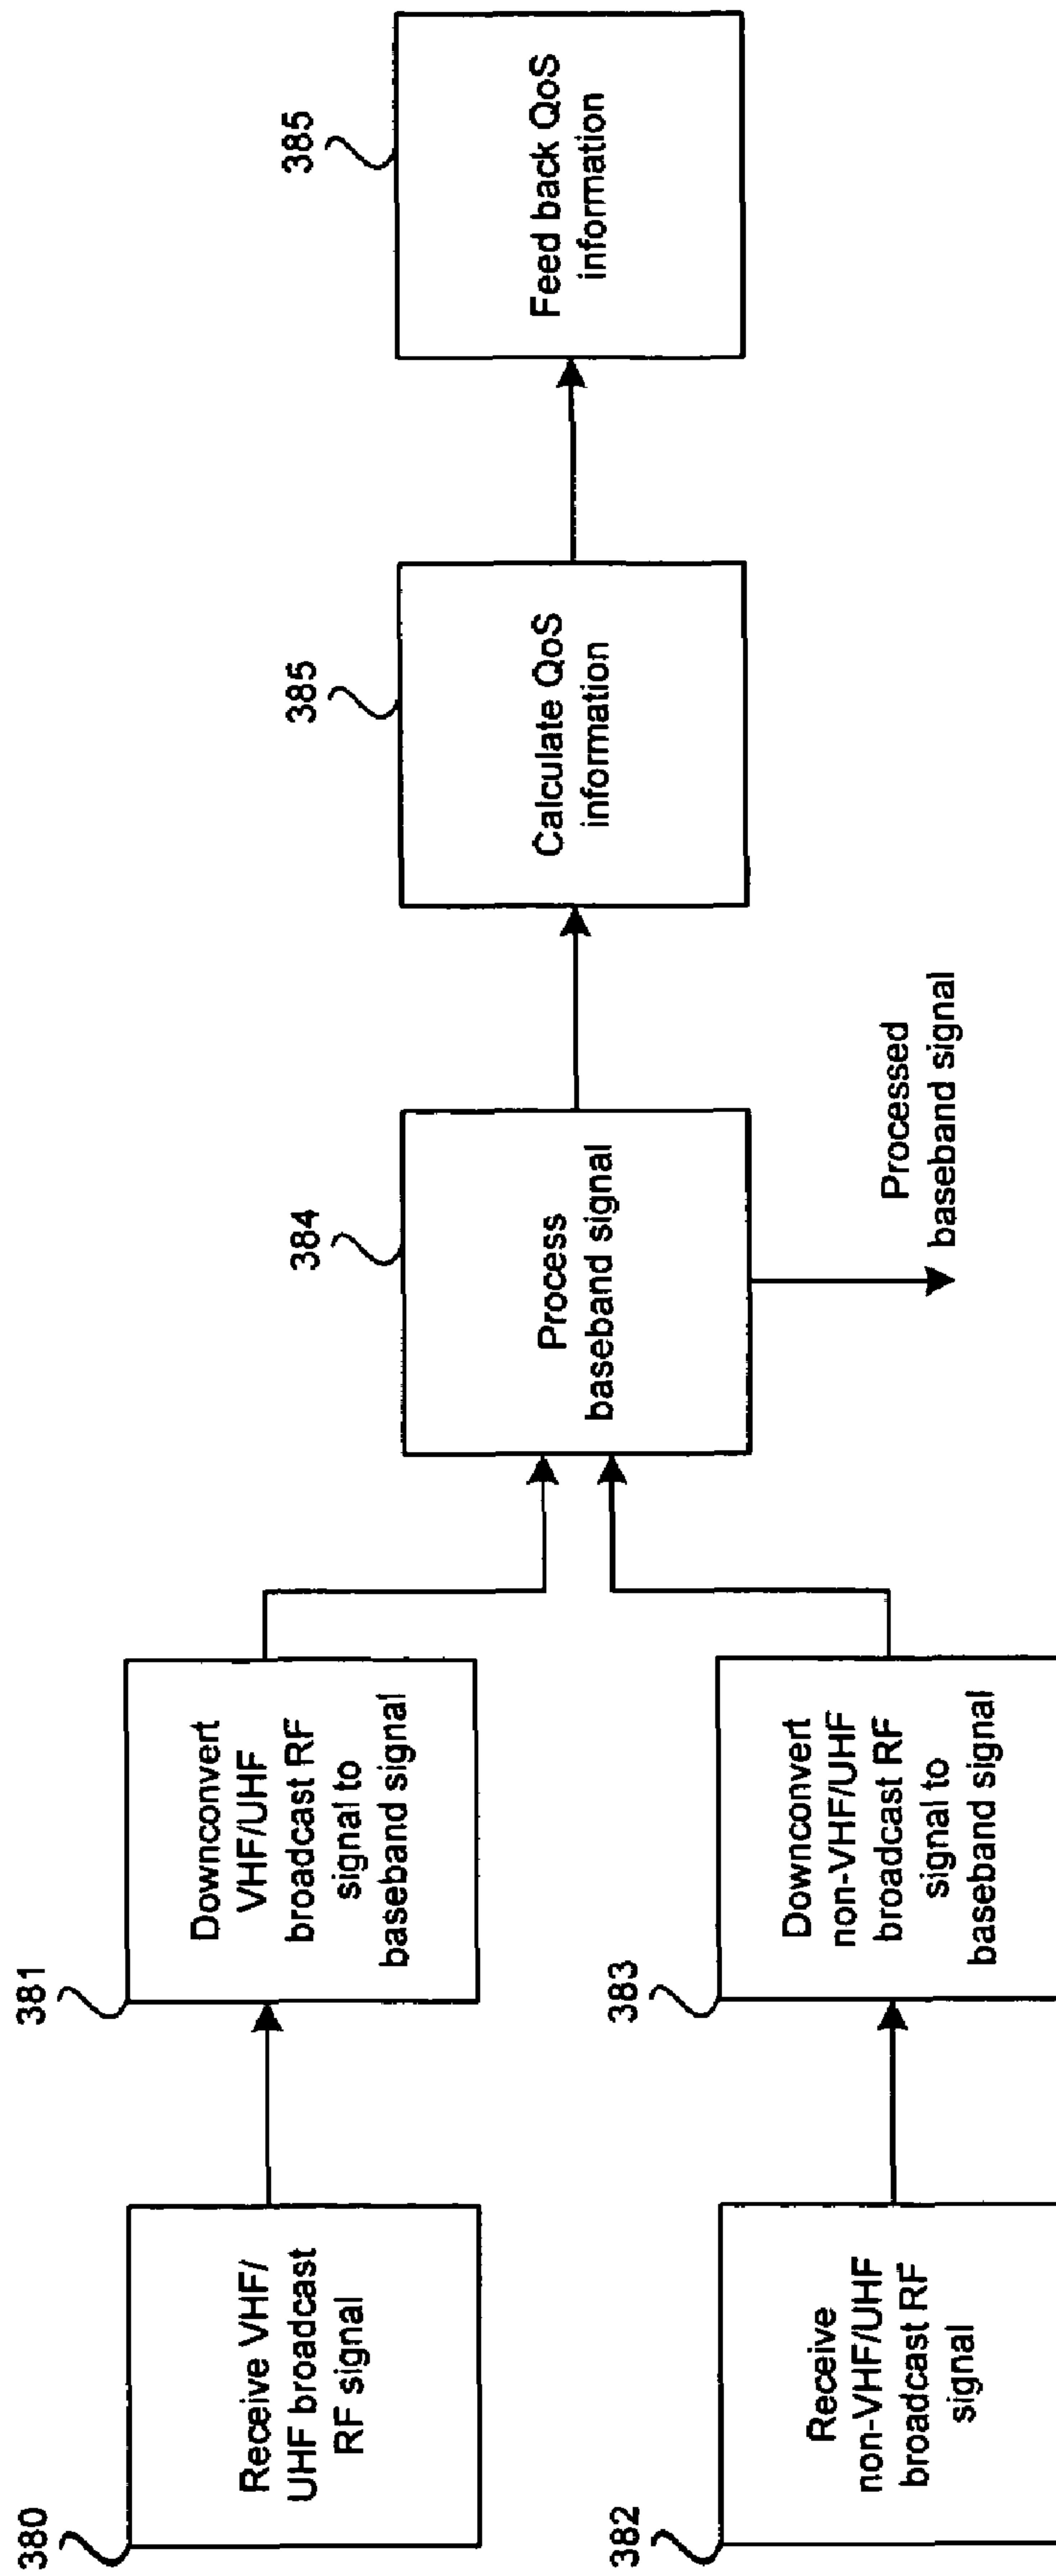 380
Receive VHF/
UHF broadcast
RF signal
381
Downconvert
VHF/UHF
broadcast RF
signal to
baseband signal
382
Receive
non-VHF/UHF
broadcast RF
signal
383
Downconvert
non-VHF/UHF
broadcast RF
signal to
baseband signal
384
Process
baseband signal
Processed
baseband signal
385
Calculate QoS
information
385
Feed back QoS
information